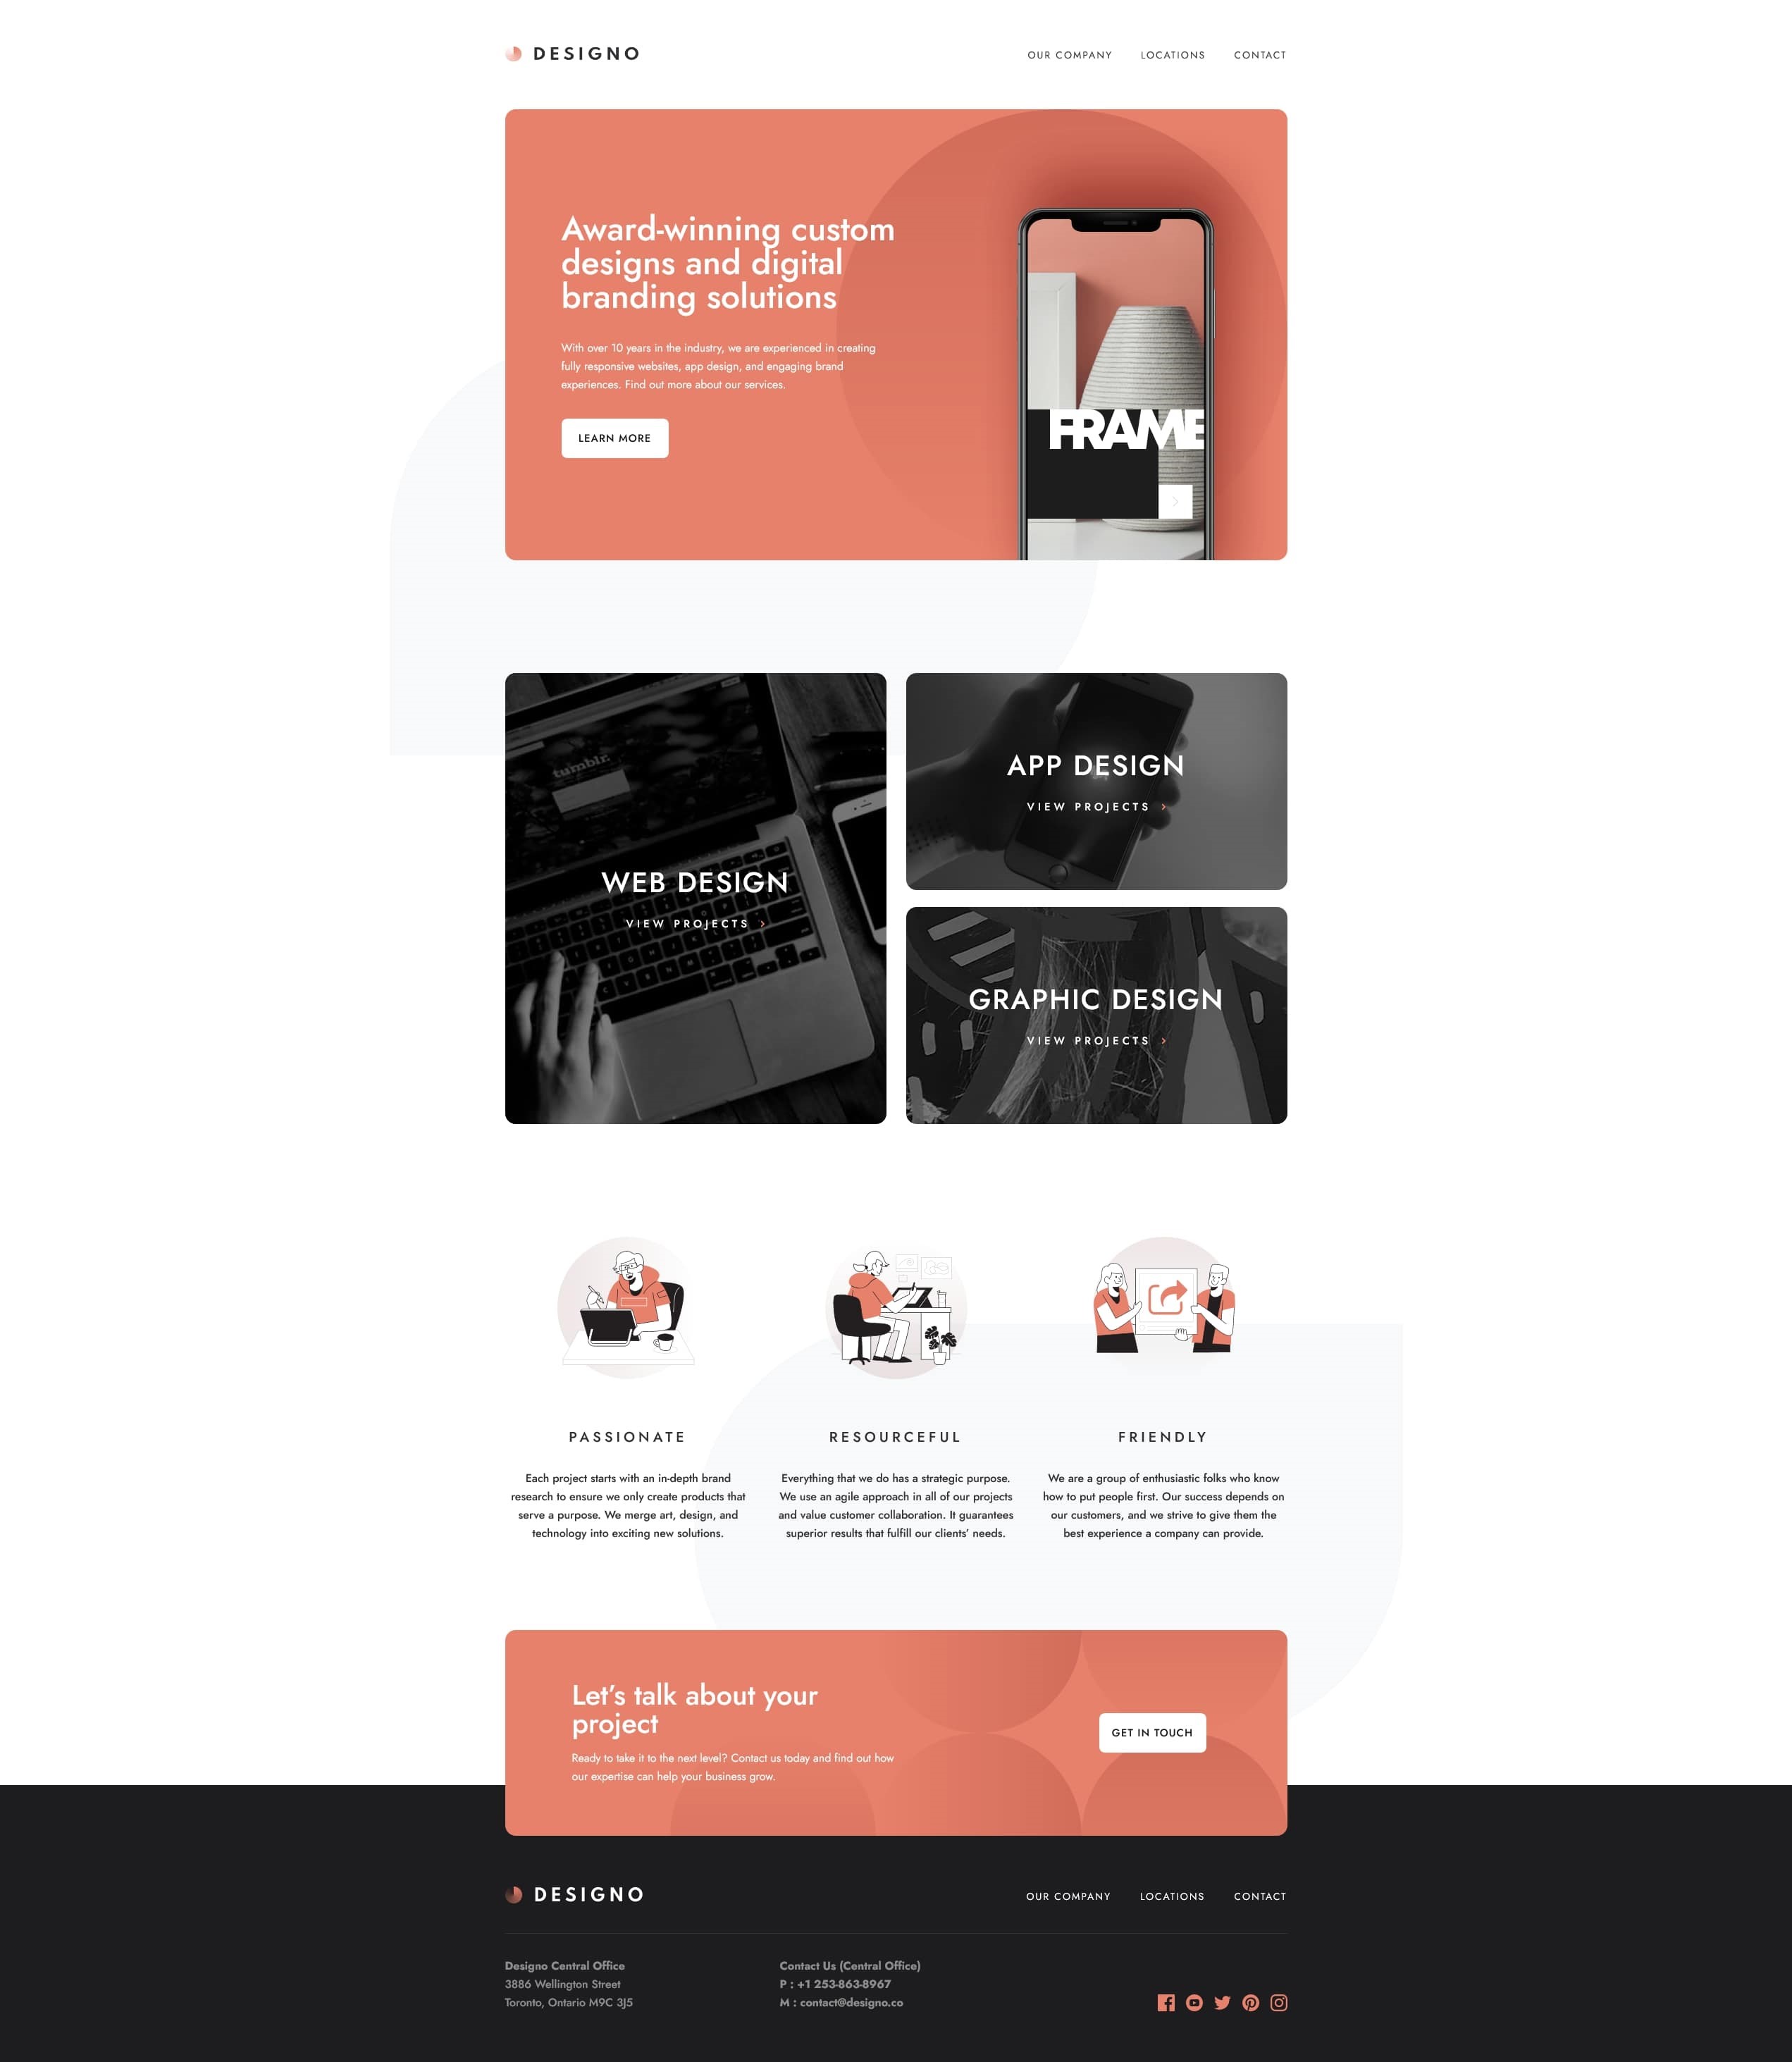 DESIGNO
OUR COMPANY LOCATIONS CONTACT
Award-winning custom
designs and digital
branding solutions
With over 10 years in the industry, we are experienced in creating
fully responsive websites, app design, and engaging brand
experiences. Find out more about our services.
LEARN MORE
FRAME
tumblr.
WEB DESIGN
VIEW PROJECTS
APP DESIGN
VIEW PROJECTS
GRAPHIC DESIGN
VIEW PROJECTS
PASSIONATE
Each project starts with an in-depth brand
research to ensure we only create products that
serve a purpose. We merge art, design, and
technology into exciting new solutions.
RESOURCEFUL
Everything that we do has a strategic purpose.
We use an agile approach in all of our projects
and value customer collaboration. It guarantees
superior results that fulfill our clients’ needs.
FRIENDLY
We are a group of enthusiastic folks who know
how to put people first. Our success depends on
our customers, and we strive to give them the
best experience a company can provide.
Let’s talk about your
project
Ready to take it to the next level? Contact us today and find out how
our expertise can help your business grow.
GET IN TOUCH
DESIGNO
OUR COMPANY LOCATIONS CONTACT
Designo Central Office
3886 Wellington Street
Toronto, Ontario M9C 3J5
Contact Us (Central Office)
P : +1 253-863-8967
M : contact@designo.co